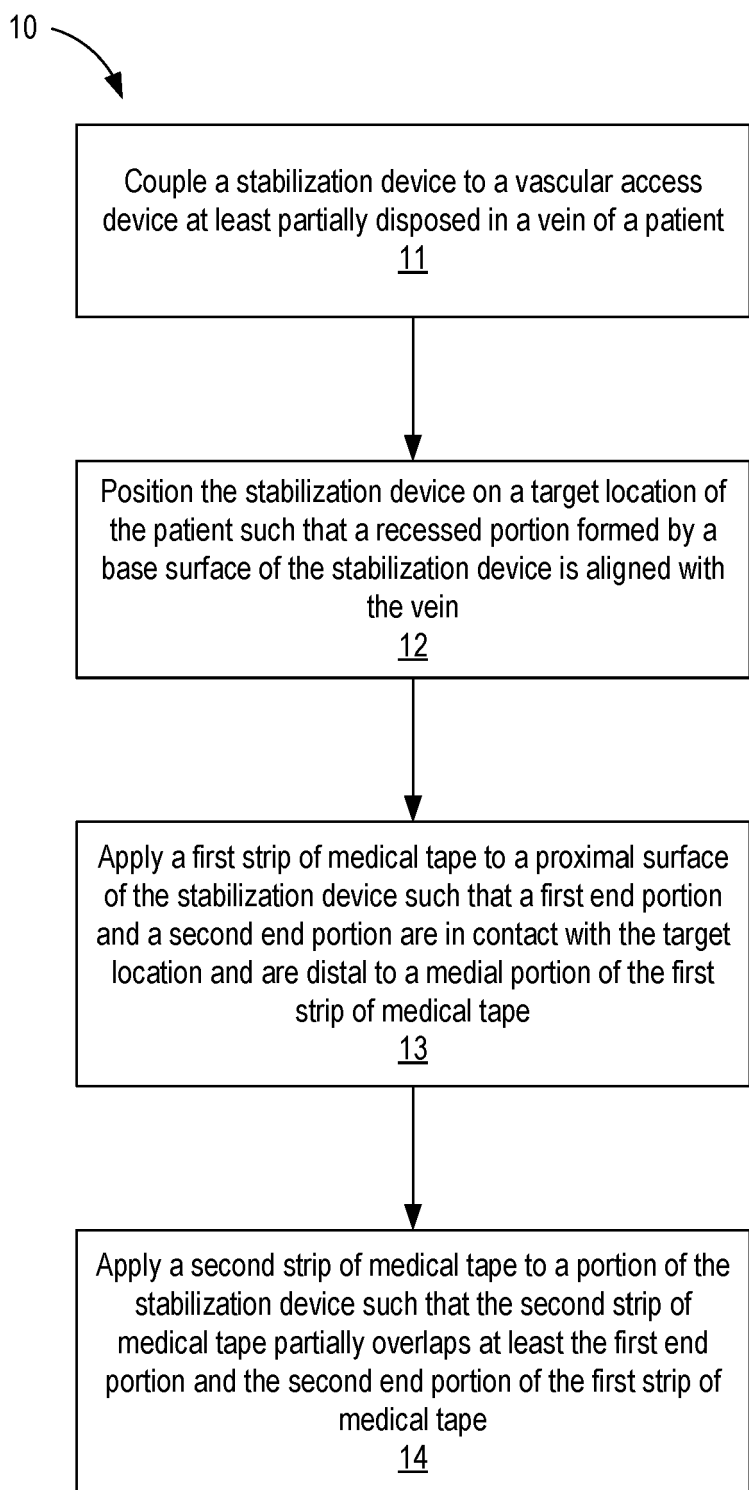 10
Couple a stabilization device to a vascular access
device at least partially disposed in a vein of a patient
11
Position the stabilization device on a target location of
the patient such that a recessed portion formed by a
base surface of the stabilization device is aligned with
the vein
12
Apply a first strip of medical tape to a proximal surface
of the stabilization device such that a first end portion
and a second end portion are in contact with the target
location and are distal to a medial portion of the first
strip of medical tape
13
Apply a second strip of medical tape to a portion of the
stabilization device such that the second strip of
medical tape partially overlaps at least the first end
portion and the second end portion of the first strip of
medical tape
14